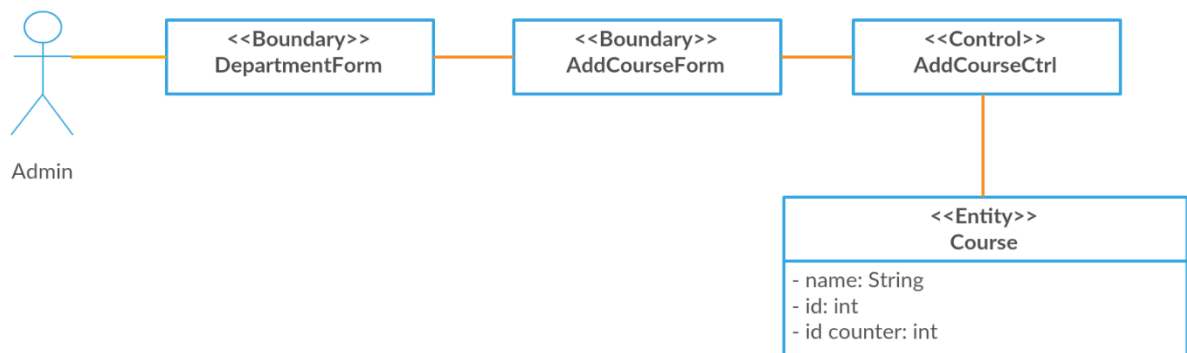 <<Boundary>>
DepartmentForm
<<Boundary>>
AddCourseForm
<<Control>>
AddCourseCtrl
Admin
<<Entity>>
Course
- name: String
- id: int
- id counter: int